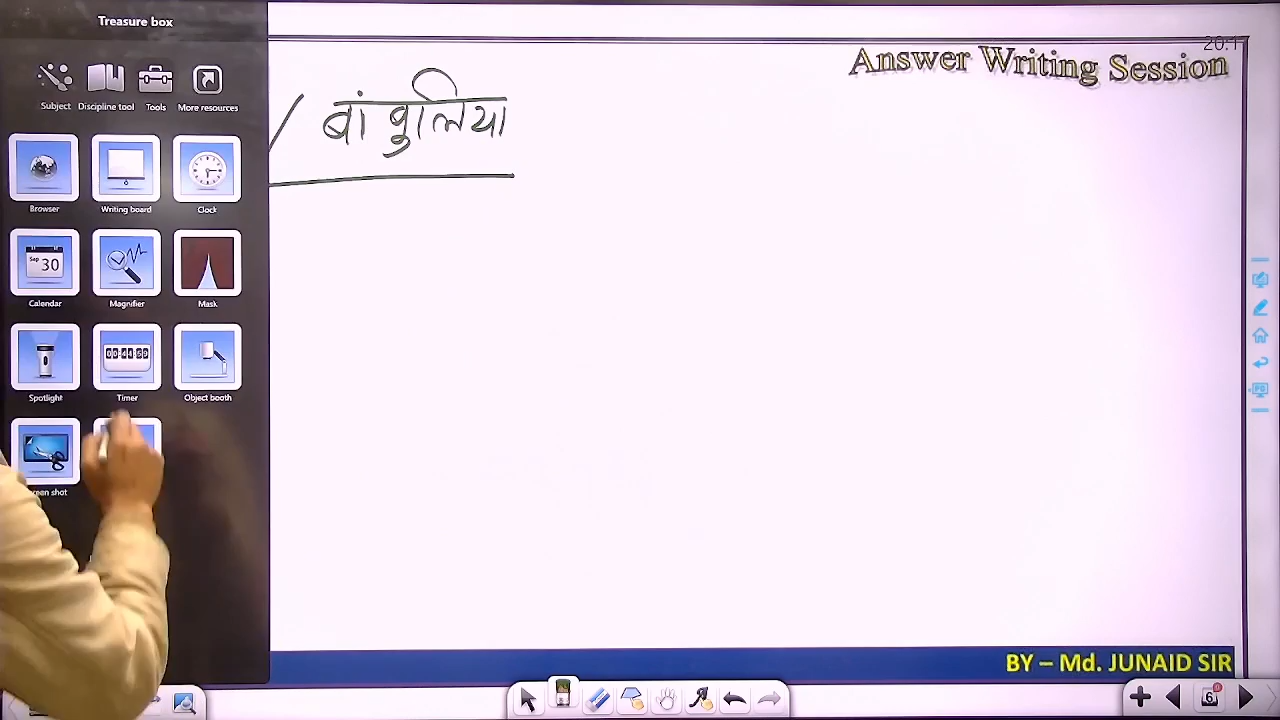 Treasure box
Answer Writing Session
Subject
Discipline tool
Tools
More resources
/ बांधुलिया
Browser
Writing board
Clock
Sep 30
Calendar
Magnifier
Mask
Spotlight
Timer
Object booth
BY – Md. JUNAID SIR
6